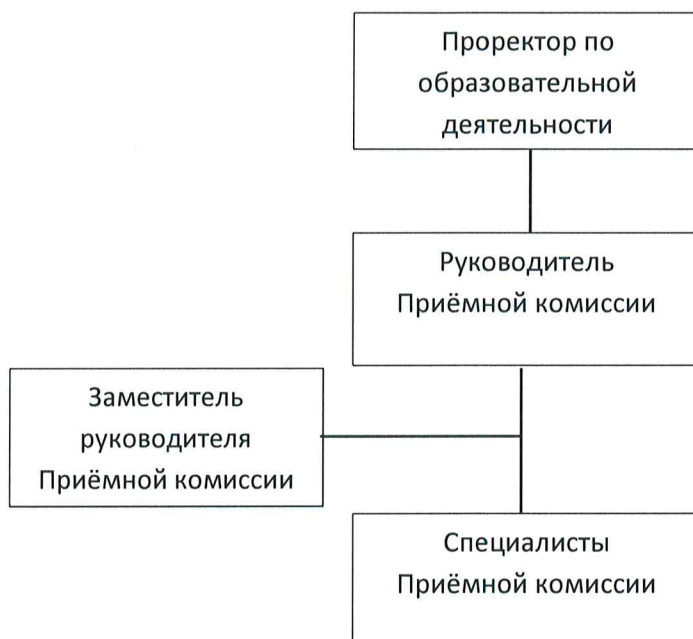 Проректор по
образовательной
деятельности
Руководитель
Приёмной комиссии
Заместитель
руководителя
Приёмной комиссии
Специалисты
Приёмной комиссии